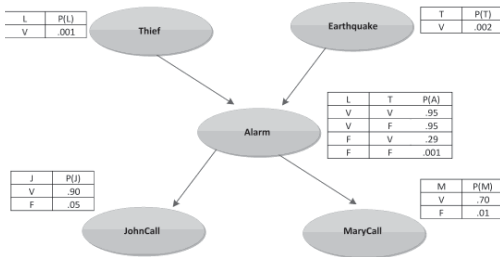 L P(L)
V .001
Thief
Earthquake
T P(T)
V .002
Alarm
L T P(A)
V V .95
V F .95
F V .29
F F .001
J P(J)
V .90
F .05
JohnCall
MaryCall
M P(M)
V .70
F .01